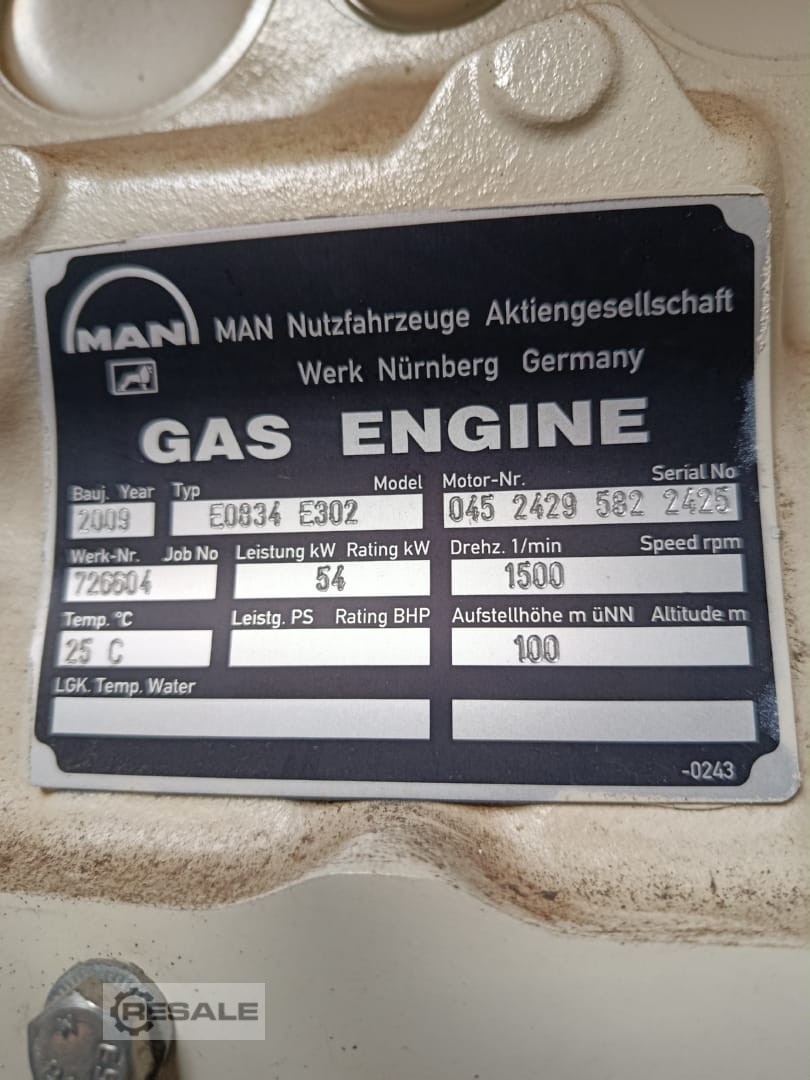 MAN MAN Nutzfahrzeuge Aktiengesellschaft
Werk Nürnberg Germany
GAS ENGINE
Bauj. Year Typ Model Motor-Nr. Serial No
2009 E0834 E302 045 2429 582 2425
Werk-Nr. Job No Leistung kW Rating kW Drehz. 1/min Speed rpm
726604 54 1500
Temp. °C Leistg. PS Rating BHP Aufstellhöhe m üNN Altitude m
25 C 100
LGK. Temp. Water
-0243
RESALE